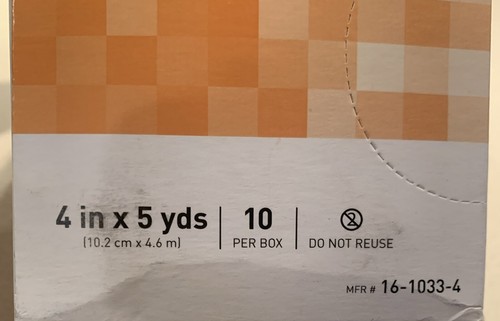 4 in x 5 yds
(10.2 cm x 4.6 m)
10
PER BOX
DO NOT REUSE
MFR # 16-1033-4